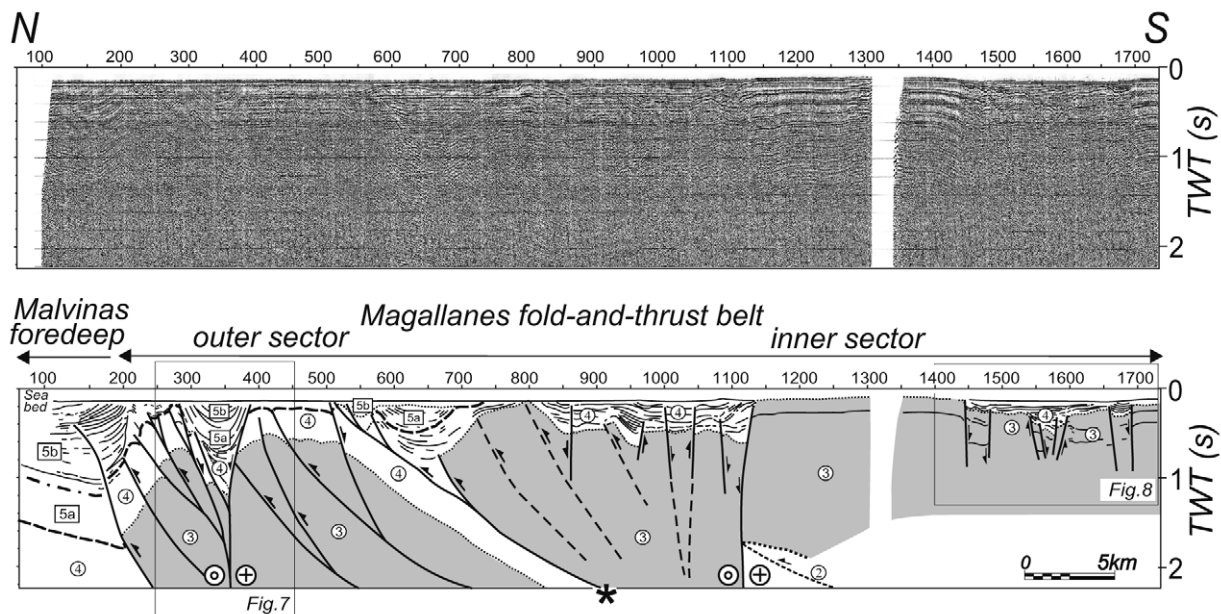 N
S
100 200 300 400 500 600 700 800 900 1000 1100 1200 1300 1400 1500 1600 1700
0
1
2
TWT (s)
Malvinas
foredeep
Magallanes fold-and-thrust belt
outer sector
inner sector
100 200 300 400 500 600 700 800 900 1000 1100 1200 1300 1400 1500 1600 1700
0
1
2
TWT (s)
Sea
bed
5b
5a
4
4
3
5b
5a
4
4
3
5b
5a
4
4
4
3
3
2
4
3
3
Fig.7
Fig.8
*
0 5km